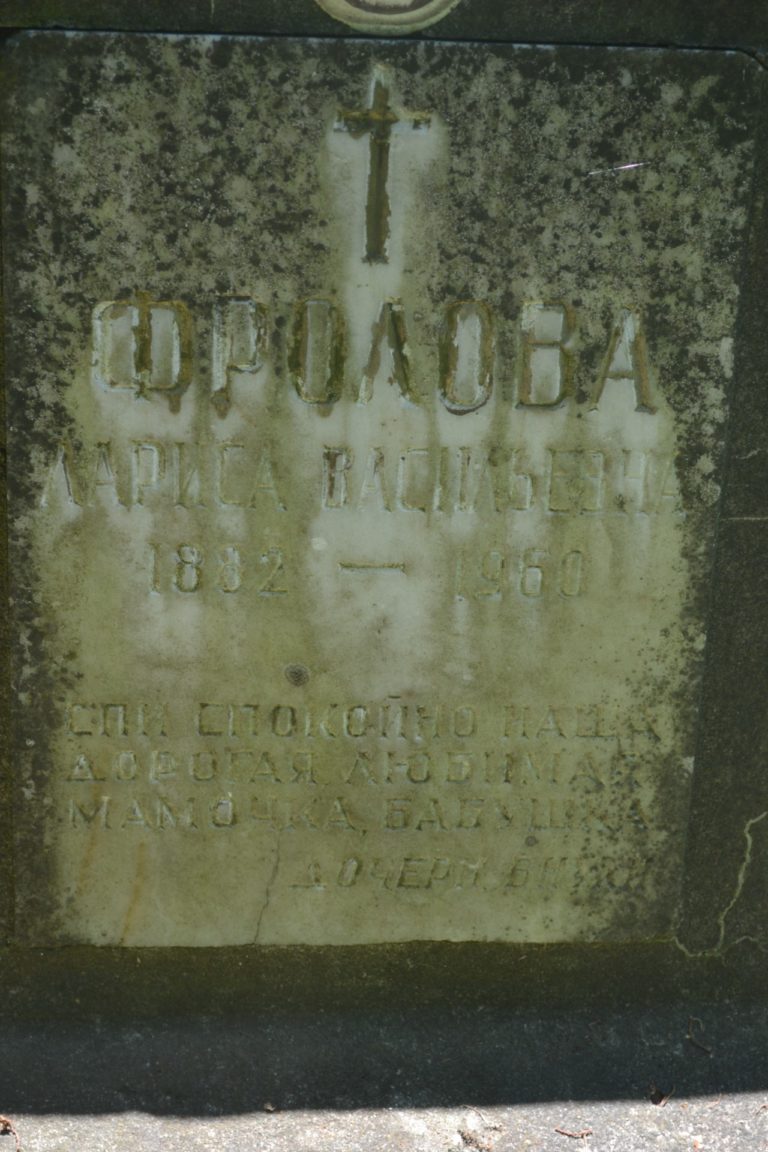 ФРОЛОВА
ЛАРИСА ВАСИЛЬЕВНА
1882 — 1960
СПИ СПОКОЙНО НАША
ДОРОГАЯ, ЛЮБИМАЯ
МАМОЧКА, БАБУШКА
ДОЧЕРИ, ВНУКИ